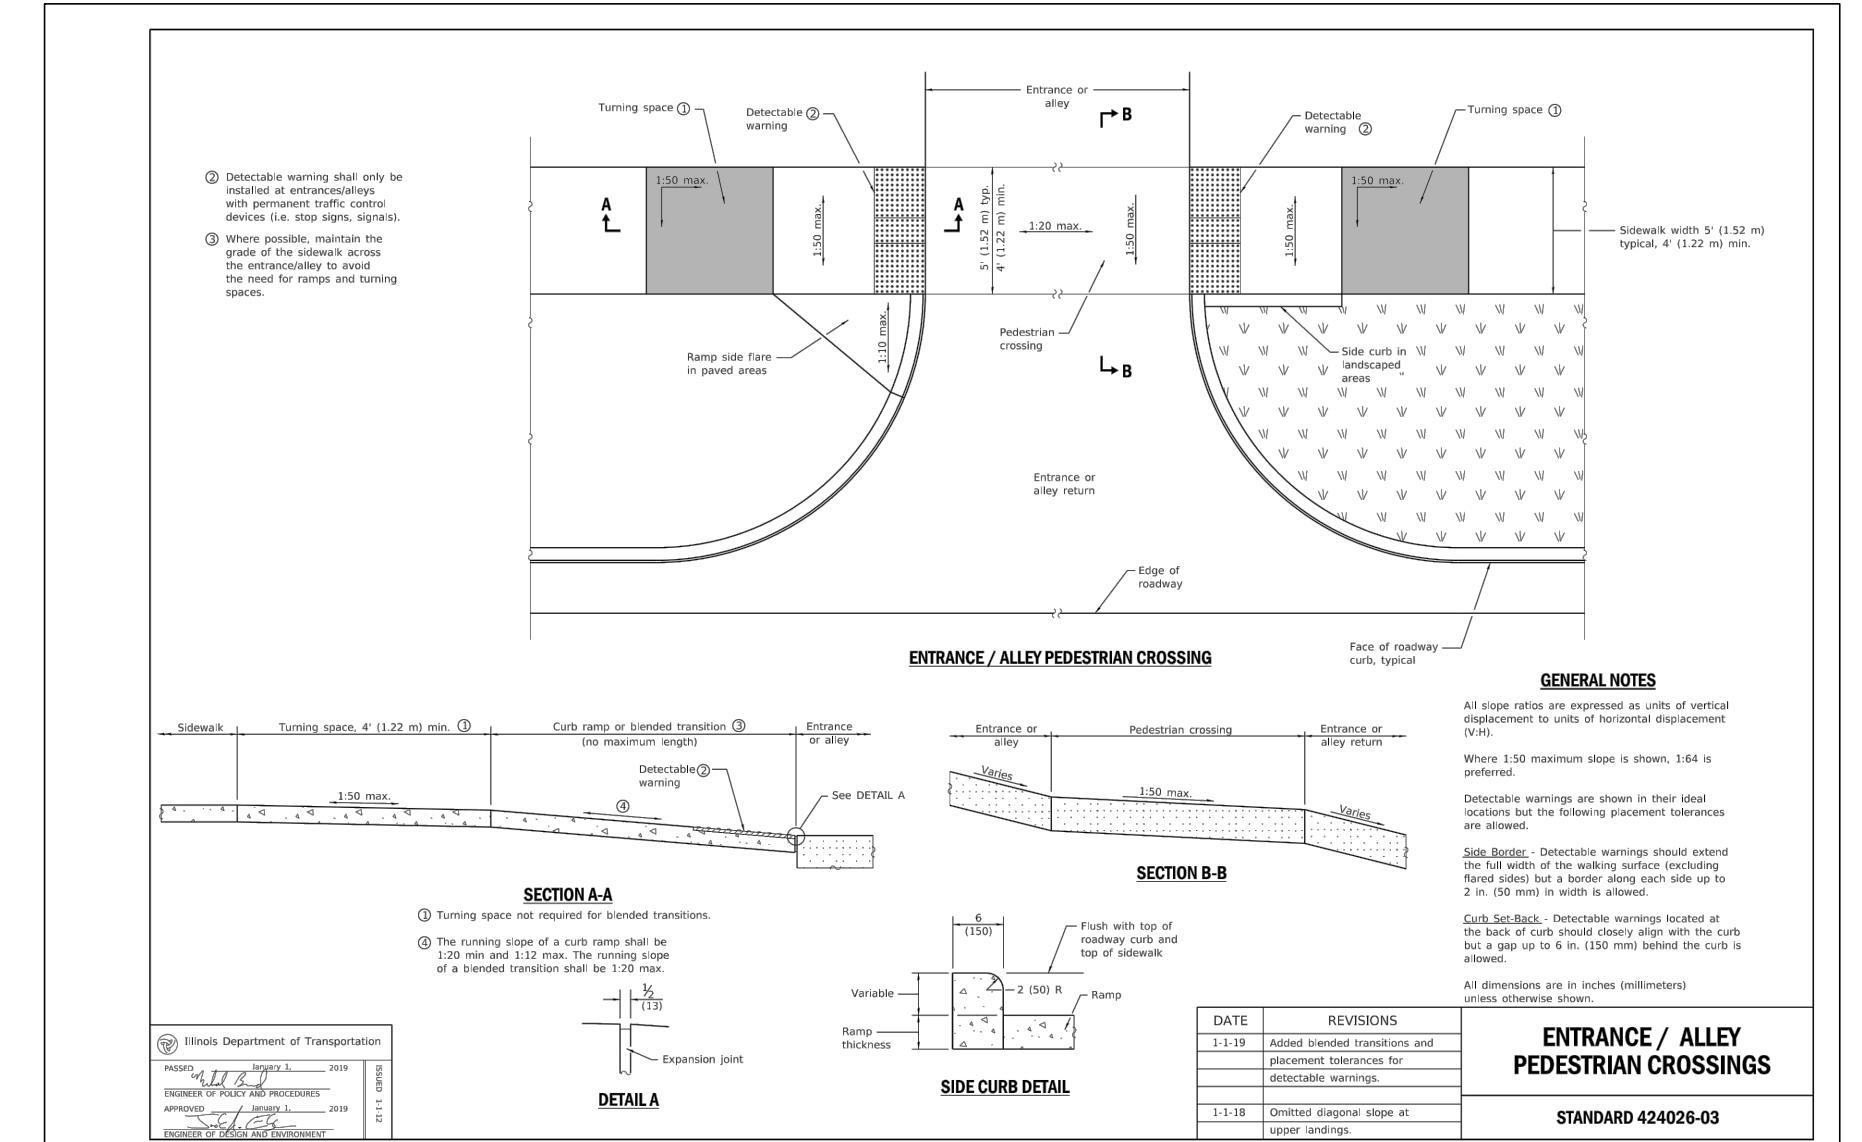 Entrance or
alley
B
Turning space ①
Detectable ②
warning
Detectable
warning ②
Turning space ①
② Detectable warning shall only be
installed at entrances/alleys
with permanent traffic control
devices (i.e. stop signs, signals).
③ Where possible, maintain the
grade of the sidewalk across
the entrance/alley to avoid
the need for ramps and turning
spaces.
1:50 max.
A
1:50 max.
A
5' (1.52 m) typ.
4' (1.22 m) min.
1:20 max.
1:50 max.
1:50 max.
1:50 max.
Sidewalk width 5' (1.52 m)
typical, 4' (1.22 m) min.
1:10 max.
Ramp side flare
in paved areas
Pedestrian
crossing
B
Side curb in
landscaped
areas "
Entrance or
alley return
Edge of
roadway
Face of roadway
curb, typical
ENTRANCE / ALLEY PEDESTRIAN CROSSING
Sidewalk
Turning space, 4' (1.22 m) min. ①
Curb ramp or blended transition ③
(no maximum length)
Entrance
or alley
Detectable ②
warning
See DETAIL A
1:50 max.
④
SECTION A-A
① Turning space not required for blended transitions.
④ The running slope of a curb ramp shall be
1:20 min and 1:12 max. The running slope
of a blended transition shall be 1:20 max.
Entrance or
alley
Pedestrian crossing
Entrance or
alley return
Varies
1:50 max.
Varies
SECTION B-B
½
(13)
Expansion joint
DETAIL A
6
(150)
Flush with top of
roadway curb and
top of sidewalk
Variable
2 (50) R
Ramp
Ramp
thickness
SIDE CURB DETAIL
GENERAL NOTES
All slope ratios are expressed as units of vertical
displacement to units of horizontal displacement
(V:H).
Where 1:50 maximum slope is shown, 1:64 is
preferred.
Detectable warnings are shown in their ideal
locations but the following placement tolerances
are allowed.
Side Border - Detectable warnings should extend
the full width of the walking surface (excluding
flared sides) but a border along each side up to
2 in. (50 mm) in width is allowed.
Curb Set-Back - Detectable warnings located at
the back of curb should closely align with the curb
but a gap up to 6 in. (150 mm) behind the curb is
allowed.
All dimensions are in inches (millimeters)
unless otherwise shown.
Illinois Department of Transportation
PASSED January 1, 2019
ENGINEER OF POLICY AND PROCEDURES
APPROVED January 1, 2019
ENGINEER OF DESIGN AND ENVIRONMENT
ISSUED 1-1-12
DATE REVISIONS
1-1-19 Added blended transitions and
placement tolerances for
detectable warnings.
1-1-18 Omitted diagonal slope at
upper landings.
ENTRANCE / ALLEY
PEDESTRIAN CROSSINGS
STANDARD 424026-03